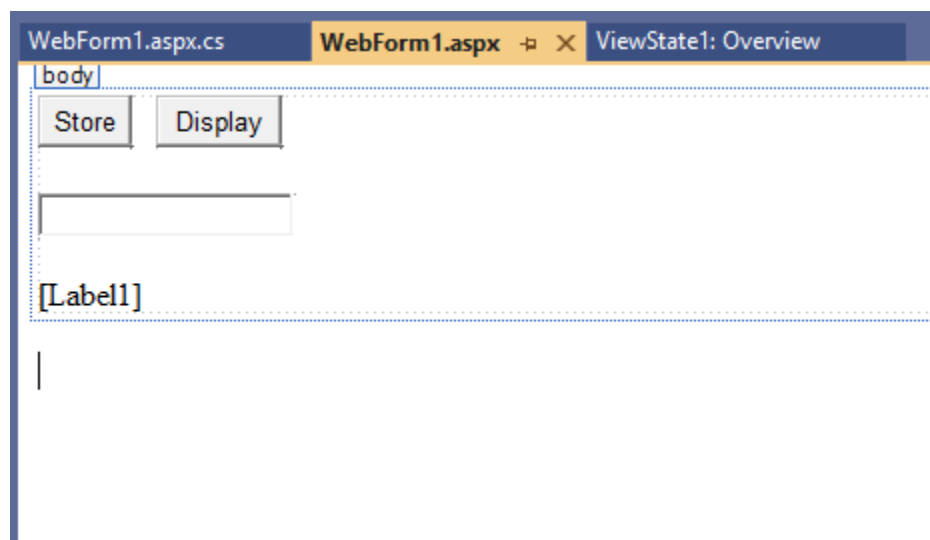 WebForm1.aspx.cs WebForm1.aspx ViewState1: Overview
body
Store Display
[Label1]